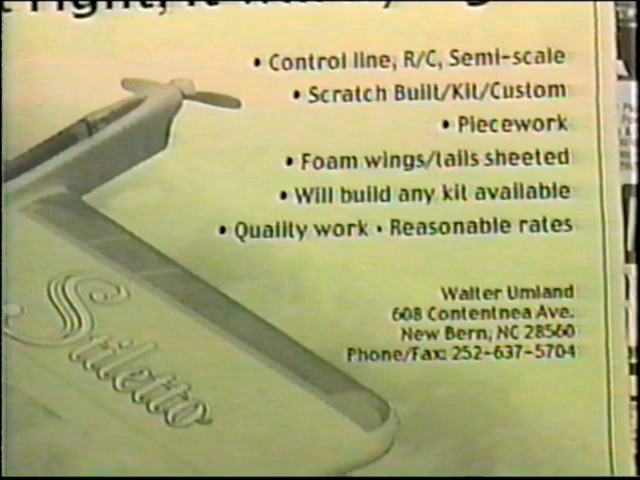 • Control line, R/C, Semi-scale
• Scratch Built/Kit/Custom
• Piecework
• Foam wings/tails sheeted
• Will build any kit available
• Quality work • Reasonable rates
Walter Umland
608 Contentnea Ave.
New Bern, NC 28560
Phone/Fax: 252-637-5704
Stiletto